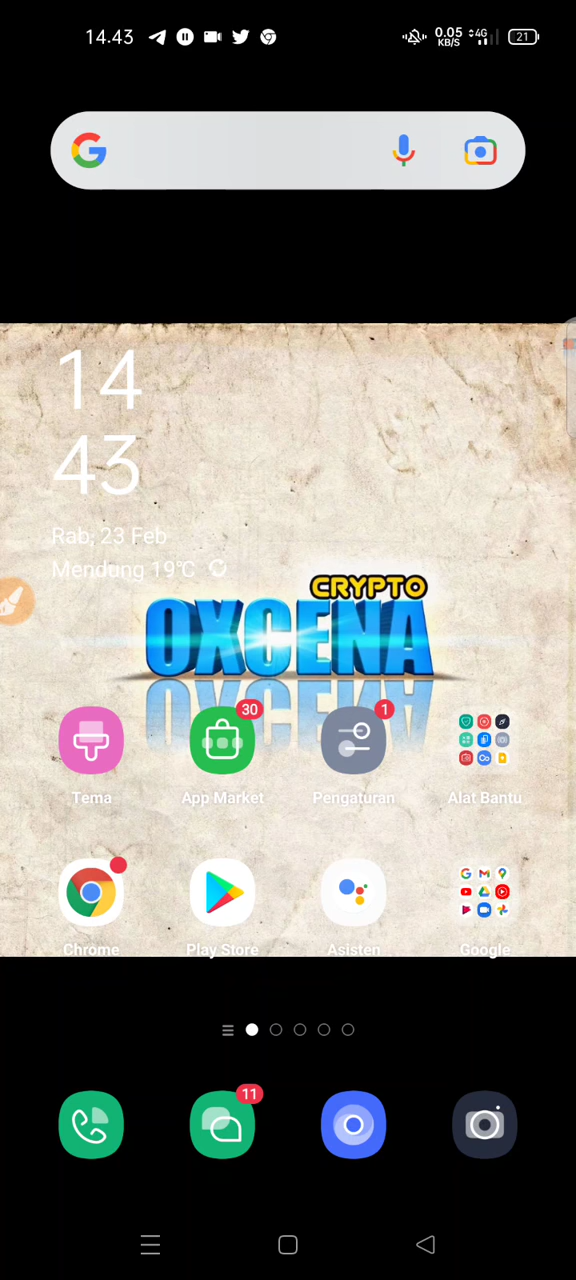 14.43
0.05
KB/S
4G
21
14
43
Rab, 23 Feb
Mendung 19℃
CRYPTO
OXCENA
30
1
Tema
App Market
Pengaturan
Alat Bantu
Chrome
Play Store
Asisten
Google
11